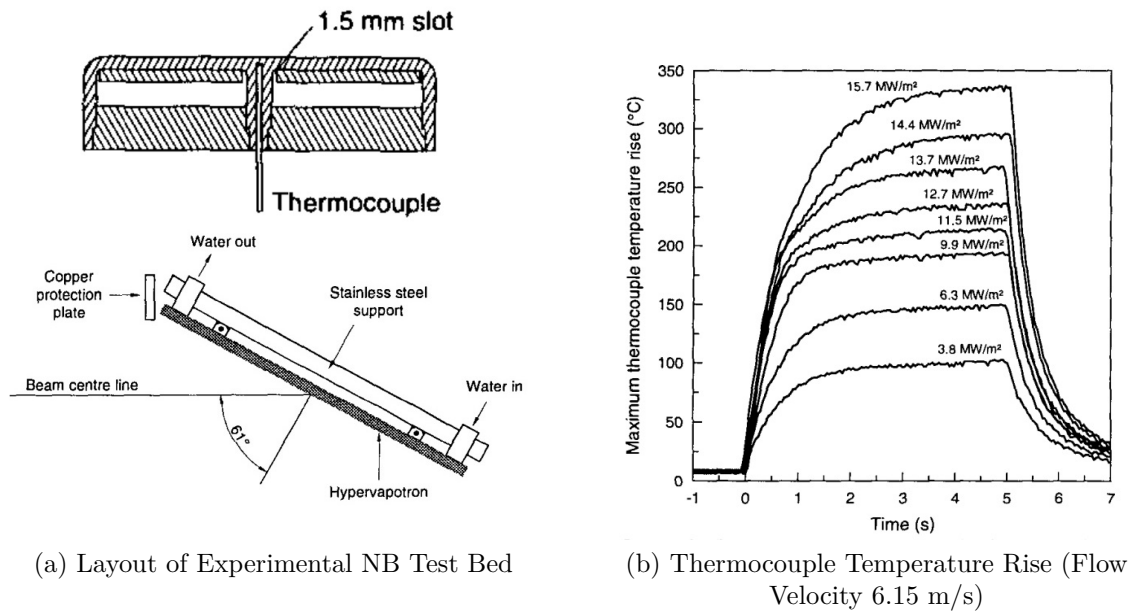 1.5 mm slot
Thermocouple
Water out
Copper
protection
plate
Stainless steel
support
Beam centre line
Water in
61°
Hypervapotron
(a) Layout of Experimental NB Test Bed
Maximum thermocouple temperature rise (°C)
350
300
250
200
150
100
50
0
15.7 MW/m²
14.4 MW/m²
13.7 MW/m²
12.7 MW/m²
11.5 MW/m²
9.9 MW/m²
6.3 MW/m²
3.8 MW/m²
-1 0 1 2 3 4 5 6 7
Time (s)
(b) Thermocouple Temperature Rise (Flow
Velocity 6.15 m/s)